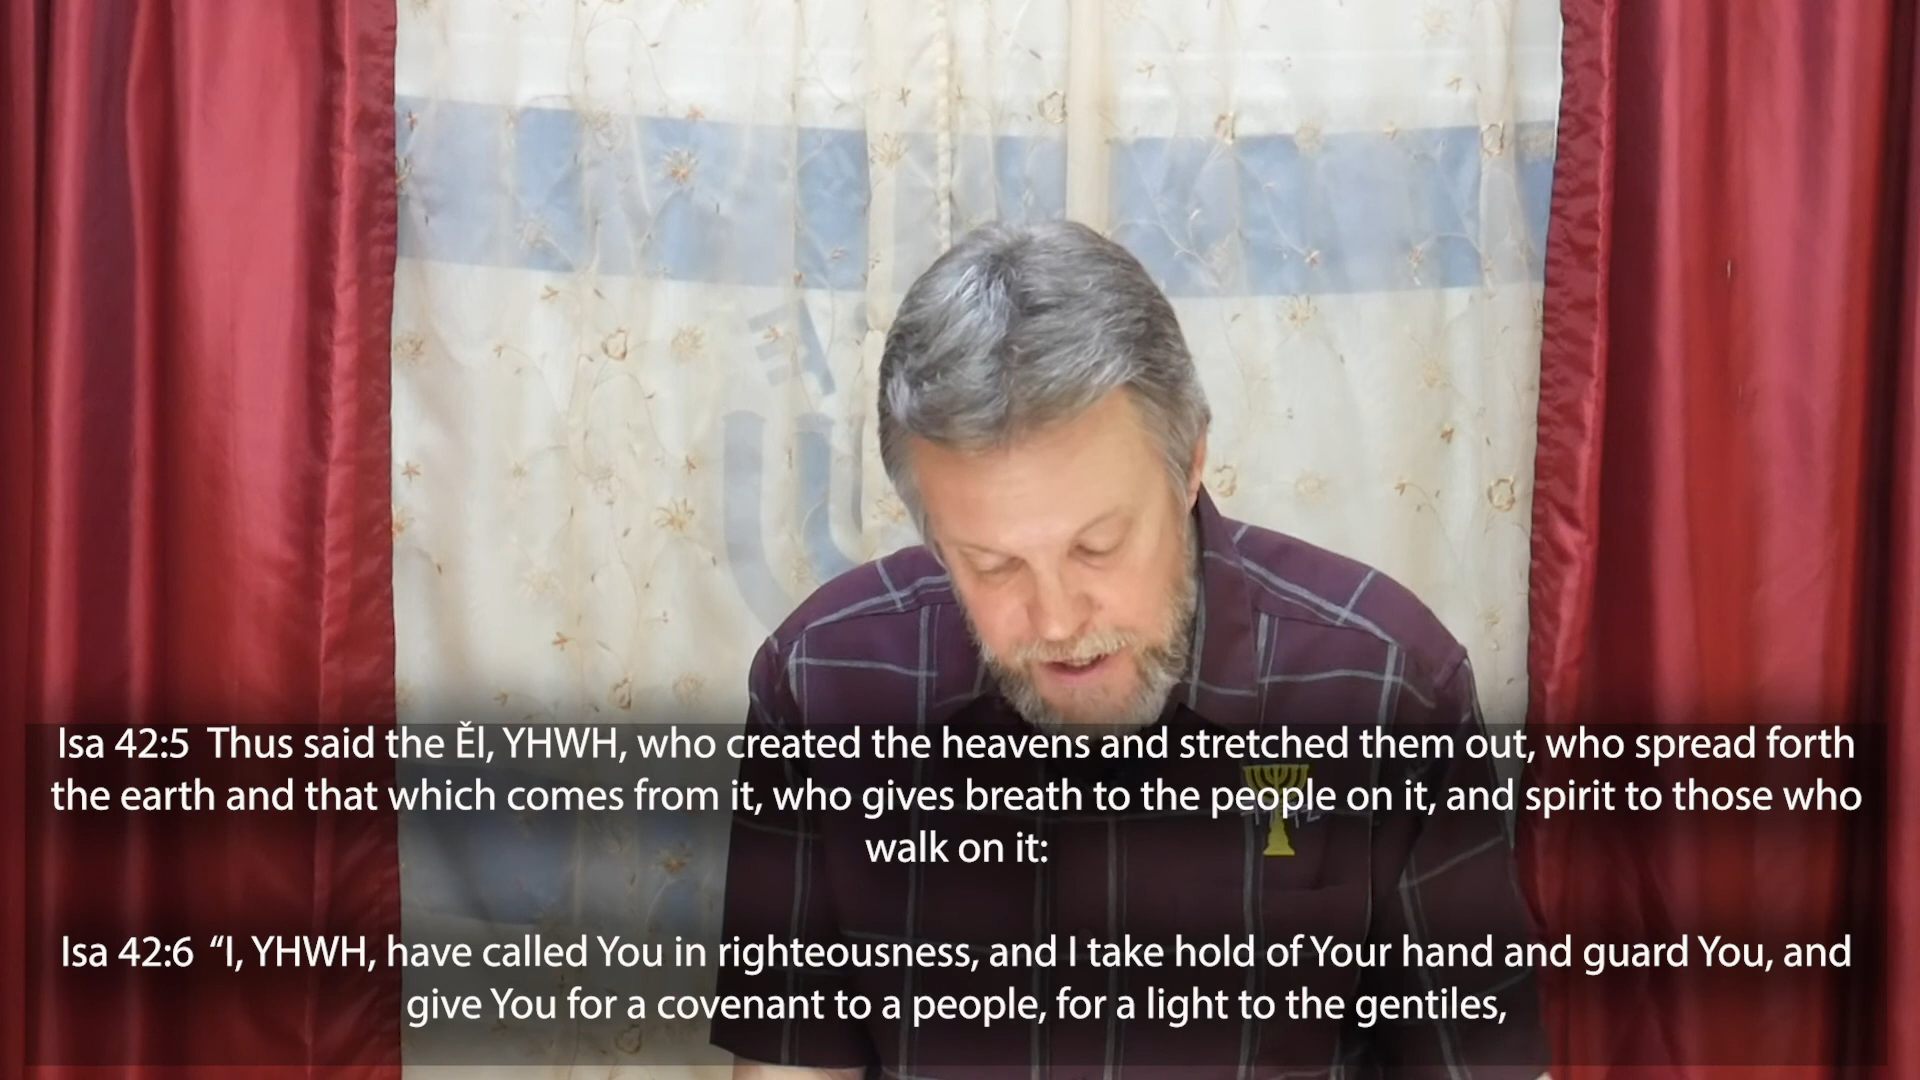 Isa 42:5  Thus said the Ěl, YHWH, who created the heavens and stretched them out, who spread forth
the earth and that which comes from it, who gives breath to the people on it, and spirit to those who
walk on it:
Isa 42:6  “I, YHWH, have called You in righteousness, and I take hold of Your hand and guard You, and
give You for a covenant to a people, for a light to the gentiles,